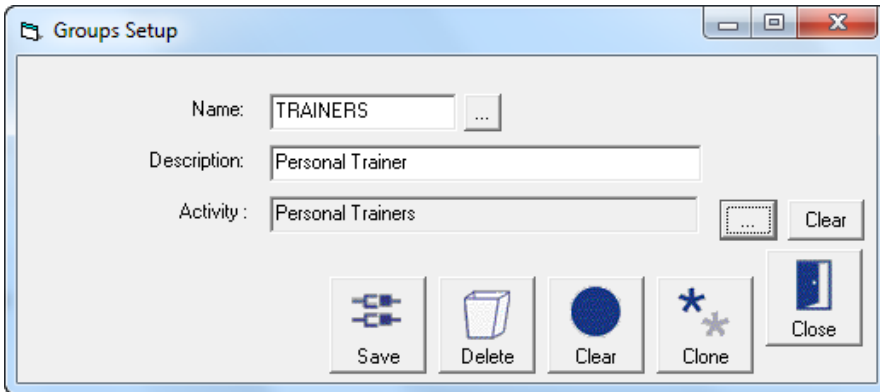 Groups Setup
Name: TRAINERS ...
Description: Personal Trainer
Activity : Personal Trainers ... Clear
Save Delete Clear Clone Close